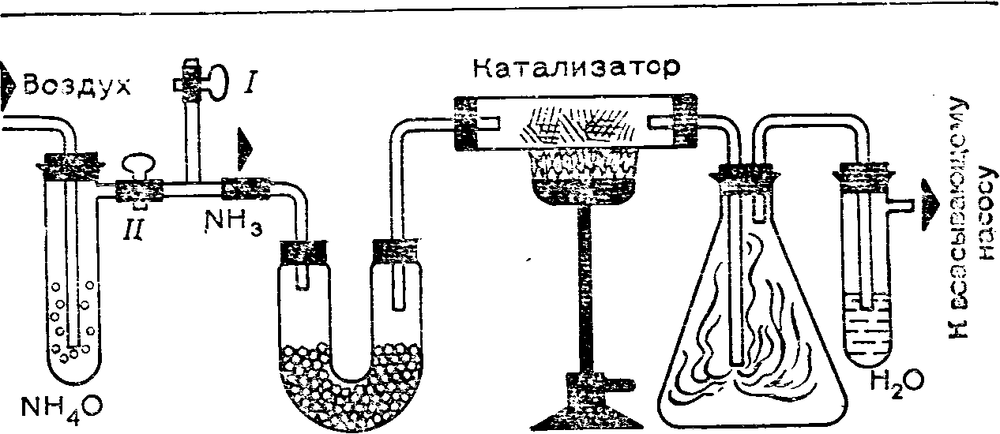 Катализатор
Воздух
I
II
NH₃
NH₄O
H₂O
К всасывающему
насосу